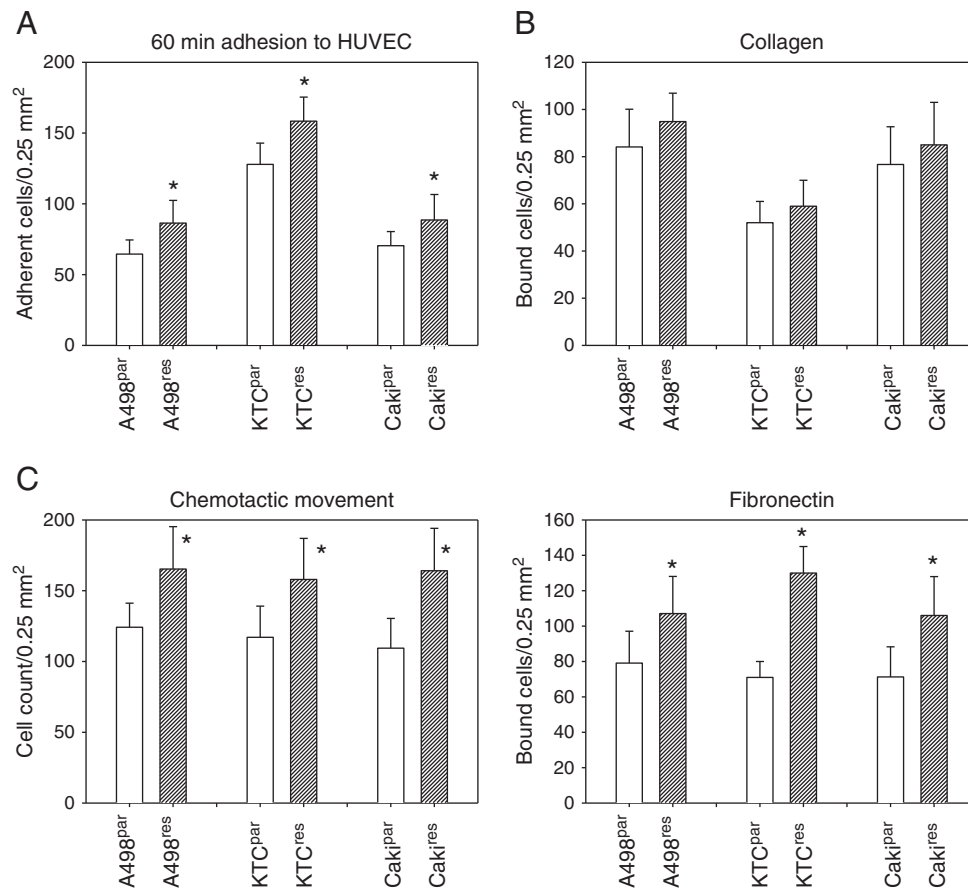 A
60 min adhesion to HUVEC
Adherent cells/0.25 mm²
200
150
100
50
0
*
*
*
A498ᵖᵃʳ
A498ʳᵉˢ
KTCᵖᵃʳ
KTCʳᵉˢ
Cakiᵖᵃʳ
Cakiʳᵉˢ
B
Collagen
Bound cells/0.25 mm²
120
100
80
60
40
20
0
A498ᵖᵃʳ
A498ʳᵉˢ
KTCᵖᵃʳ
KTCʳᵉˢ
Cakiᵖᵃʳ
Cakiʳᵉˢ
C
Chemotactic movement
Cell count/0.25 mm²
200
150
100
50
0
*
*
*
A498ᵖᵃʳ
A498ʳᵉˢ
KTCᵖᵃʳ
KTCʳᵉˢ
Cakiᵖᵃʳ
Cakiʳᵉˢ
Fibronectin
Bound cells/0.25 mm²
160
140
120
100
80
60
40
20
0
*
*
*
A498ᵖᵃʳ
A498ʳᵉˢ
KTCᵖᵃʳ
KTCʳᵉˢ
Cakiᵖᵃʳ
Cakiʳᵉˢ